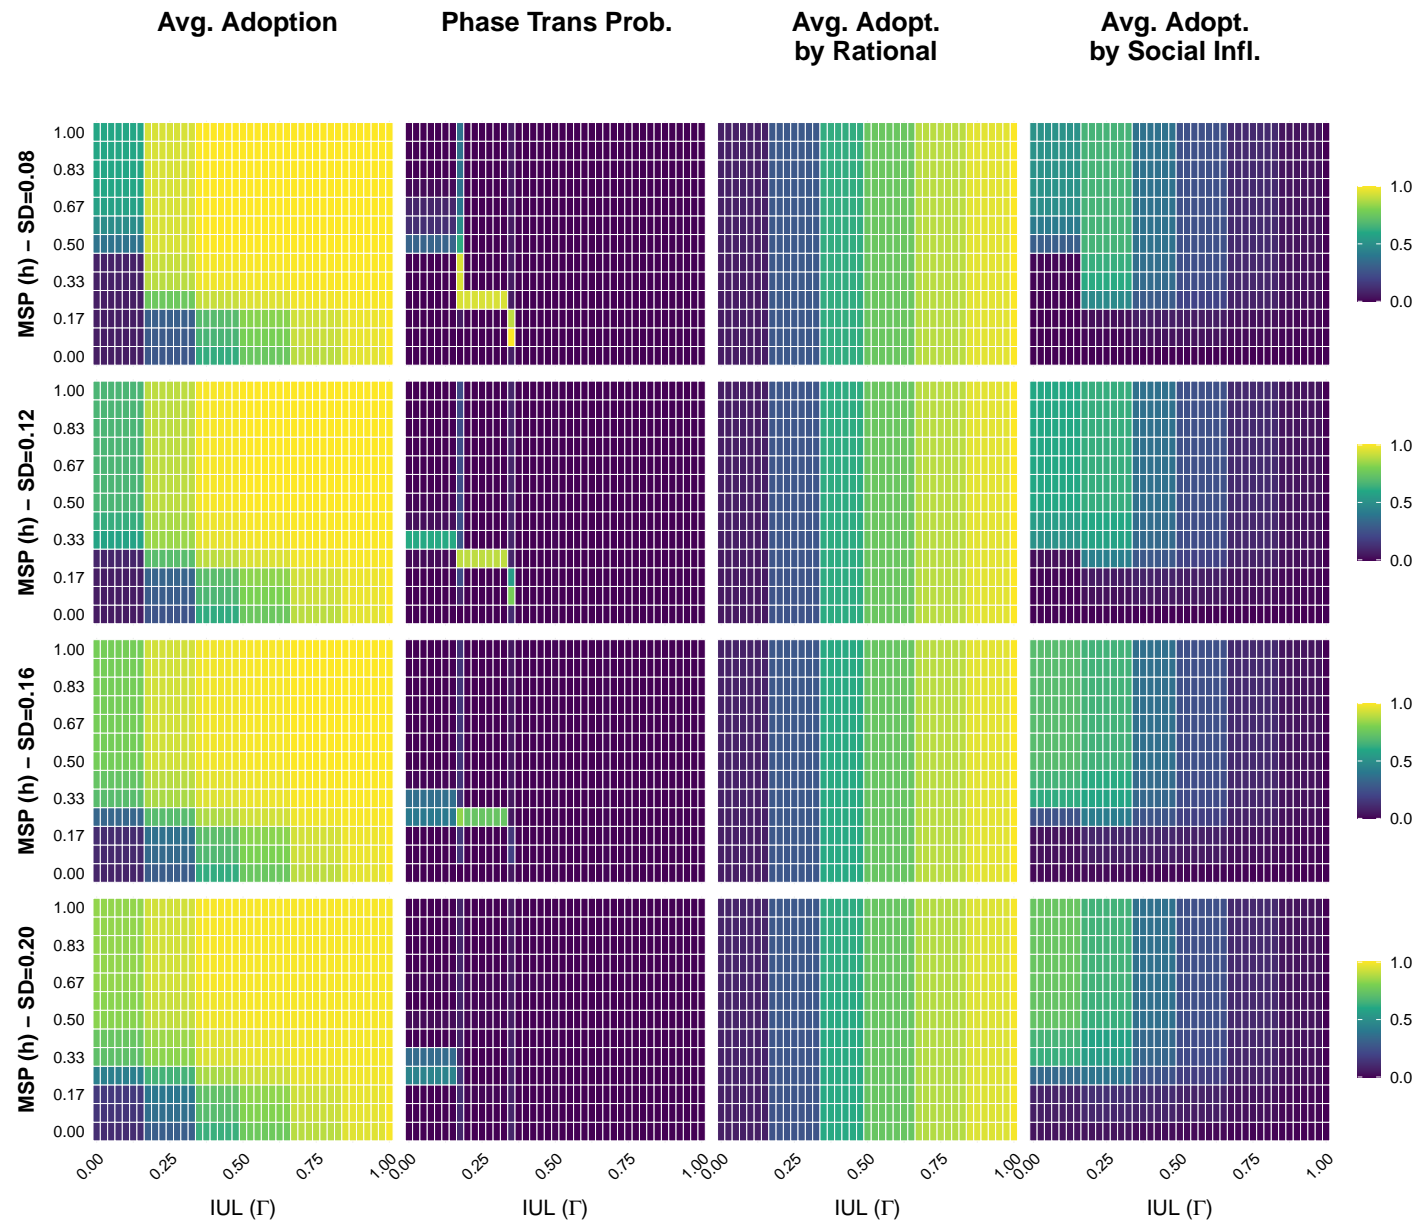 Avg. Adoption
Phase Trans Prob.
Avg. Adopt.
by Rational
Avg. Adopt.
by Social Infl.
MSP (h) − SD=0.08
1.00
0.83
0.67
0.50
0.33
0.17
0.00
1.0
0.5
0.0
MSP (h) − SD=0.12
1.00
0.83
0.67
0.50
0.33
0.17
0.00
1.0
0.5
0.0
MSP (h) − SD=0.16
1.00
0.83
0.67
0.50
0.33
0.17
0.00
1.0
0.5
0.0
MSP (h) − SD=0.20
1.00
0.83
0.67
0.50
0.33
0.17
0.00
1.0
0.5
0.0
0.00 0.25 0.50 0.75 1.00
0.00 0.25 0.50 0.75 1.00
0.00 0.25 0.50 0.75 1.00
0.00 0.25 0.50 0.75 1.00
IUL (Γ)
IUL (Γ)
IUL (Γ)
IUL (Γ)